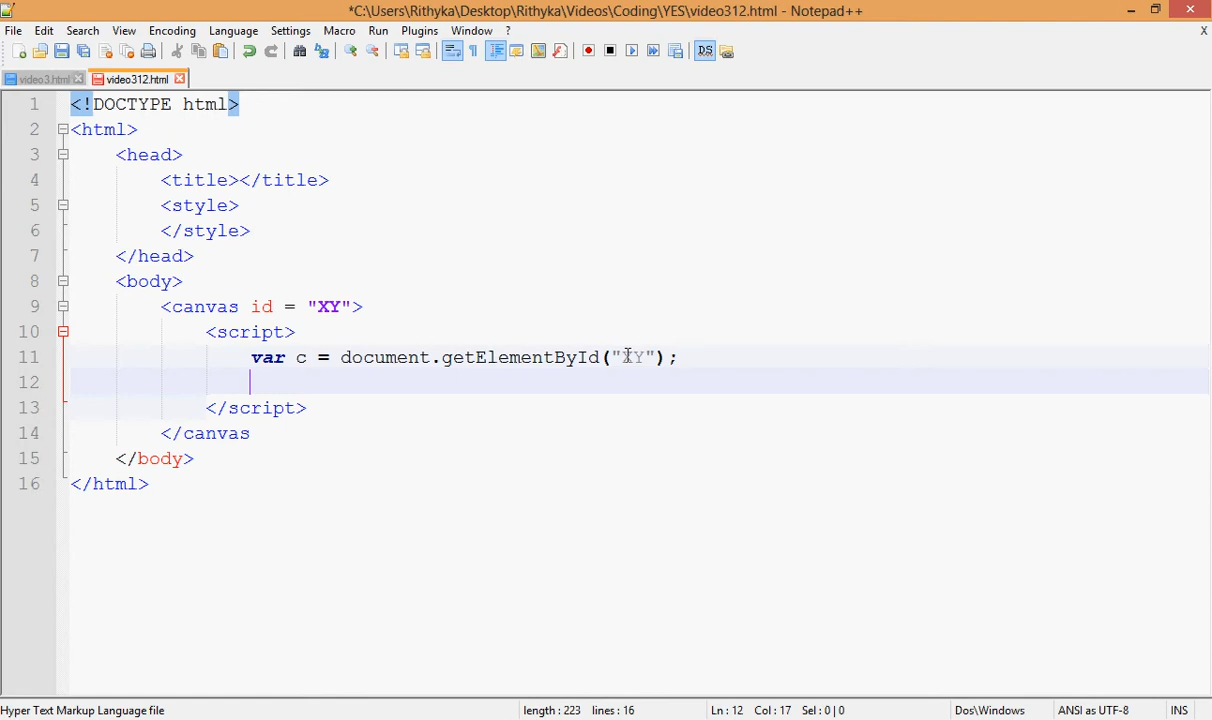 *C:\Users\Rithyka\Desktop\Rithyka\Videos\Coding\YES\video312.html - Notepad++
File Edit Search View Encoding Language Settings Macro Run Plugins Window ? X
video3.html video312.html
1 <!DOCTYPE html>
2 <html>
3 <head>
4 <title></title>
5 <style>
6 </style>
7 </head>
8 <body>
9 <canvas id = "XY">
10 <script>
11 var c = document.getElementById("XY");
12
13 </script>
14 </canvas
15 </body>
16 </html>
Hyper Text Markup Language file length : 223 lines : 16 Ln : 12 Col : 17 Sel : 0 | 0 Dos\Windows ANSI as UTF-8 INS